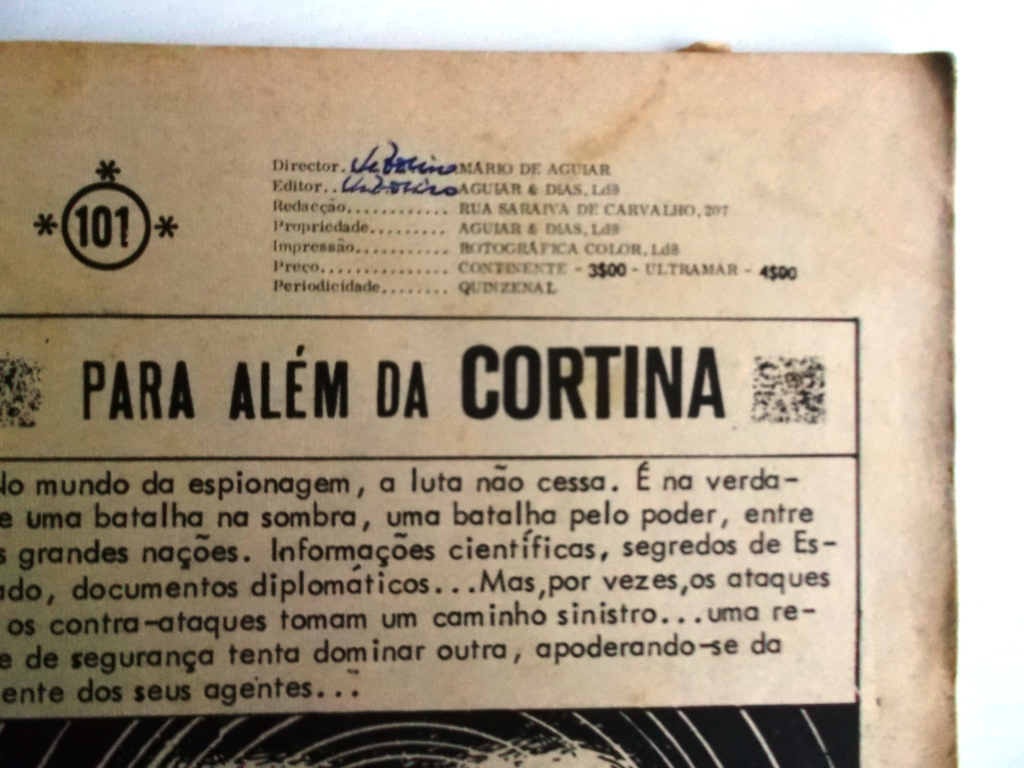 101
Director. MÁRIO DE AGUIAR
Editor.. AGUIAR & DIAS, Ldª
Redacção............ RUA SARAIVA DE CARVALHO, 207
Propriedade......... AGUIAR & DIAS, Ldª
Impressão........... ROTOGRÁFICA COLOR, Ldª
Preço............... CONTINENTE - 3$00 - ULTRAMAR - 4$00
Periodicidade........ QUINZENAL
PARA ALÉM DA CORTINA
No mundo da espionagem, a luta não cessa. É na verda-
e uma batalha na sombra, uma batalha pelo poder, entre
s grandes nações. Informações científicas, segredos de Es-
ado, documentos diplomáticos...Mas,por vezes,os ataques
os contra-ataques tomam um caminho sinistro...uma re-
e de segurança tenta dominar outra, apoderando-se da
ente dos seus agentes...